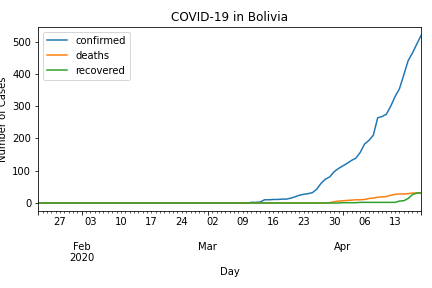 COVID-19 in Bolivia
confirmed
deaths
recovered
500
400
300
200
100
0
Number of Cases
27 03 10 17 24 02 09 16 23 30 06 13
Feb Mar Apr
2020
Day